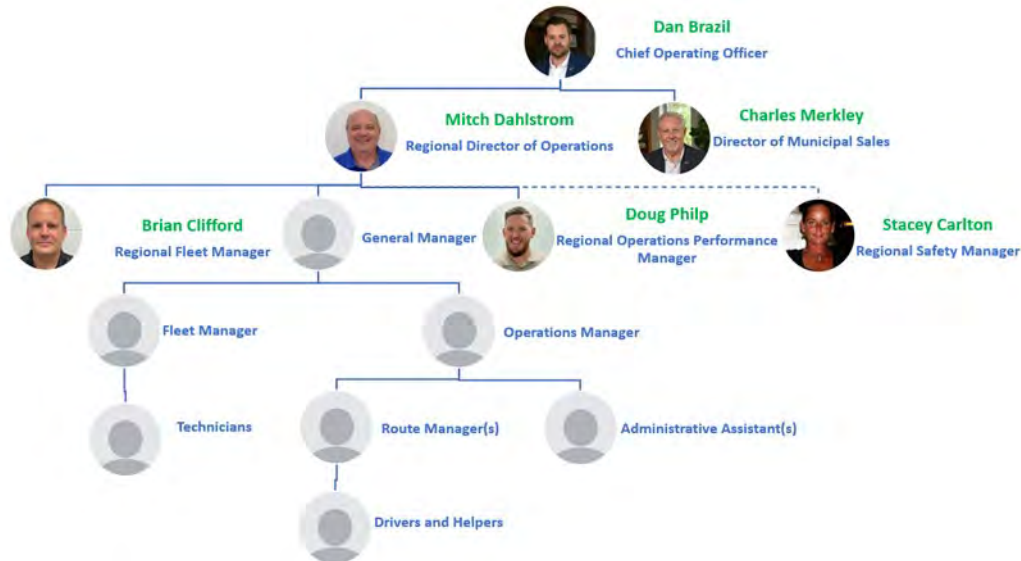 Dan Brazil
Chief Operating Officer
Mitch Dahlstrom
Regional Director of Operations
Charles Merkley
Director of Municipal Sales
Brian Clifford
Regional Fleet Manager
General Manager
Doug Philp
Regional Operations Performance
Manager
Stacey Carlton
Regional Safety Manager
Fleet Manager
Operations Manager
Technicians
Route Manager(s)
Administrative Assistant(s)
Drivers and Helpers